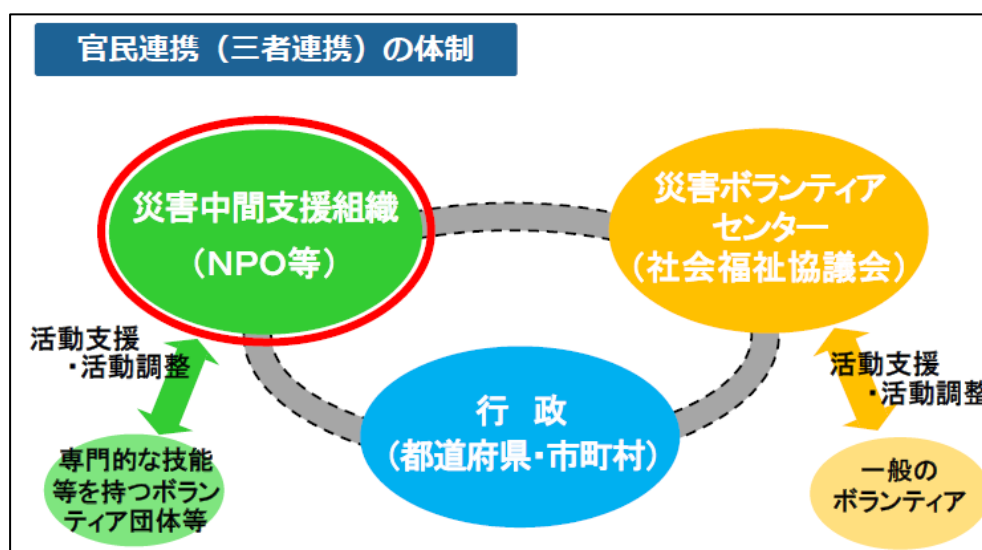 官民連携（三者連携）の体制
災害中間支援組織
（NPO等）
災害ボランティア
センター
（社会福祉協議会）
活動支援
・活動調整
行　政
（都道府県・市町村）
活動支援
・活動調整
専門的な技能
等を持つボラン
ティア団体等
一般の
ボランティア